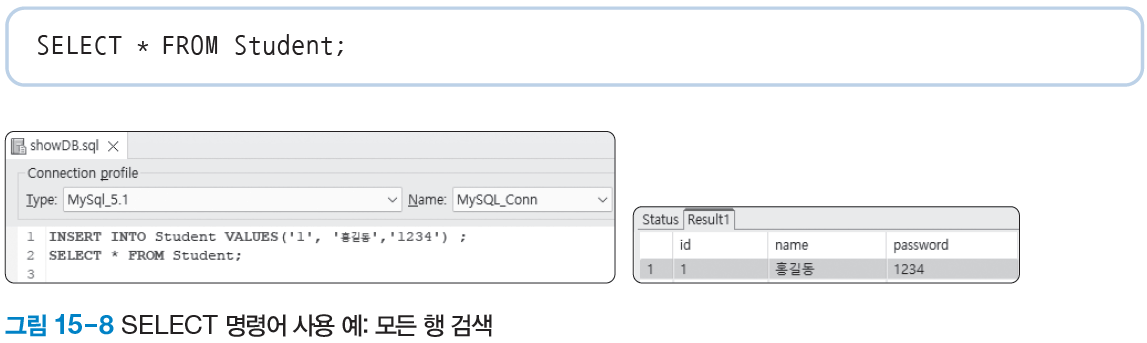 SELECT * FROM Student;
showDB.sql
Connection profile
Type: MySql_5.1 Name: MySQL_Conn
1 INSERT INTO Student VALUES('1', '홍길동','1234') ;
2 SELECT * FROM Student;
3
Status Result1
id name password
1 1 홍길동 1234
그림 15-8 SELECT 명령어 사용 예: 모든 행 검색